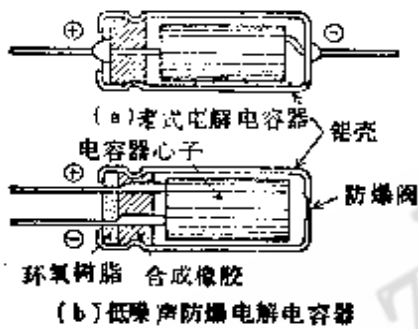 ⊕ ⊖
(a)老式电解电容器
铝壳
电容器心子
⊕
防爆阀
⊖
环氧树脂 合成橡胶
(b)低噪声防爆电解电容器